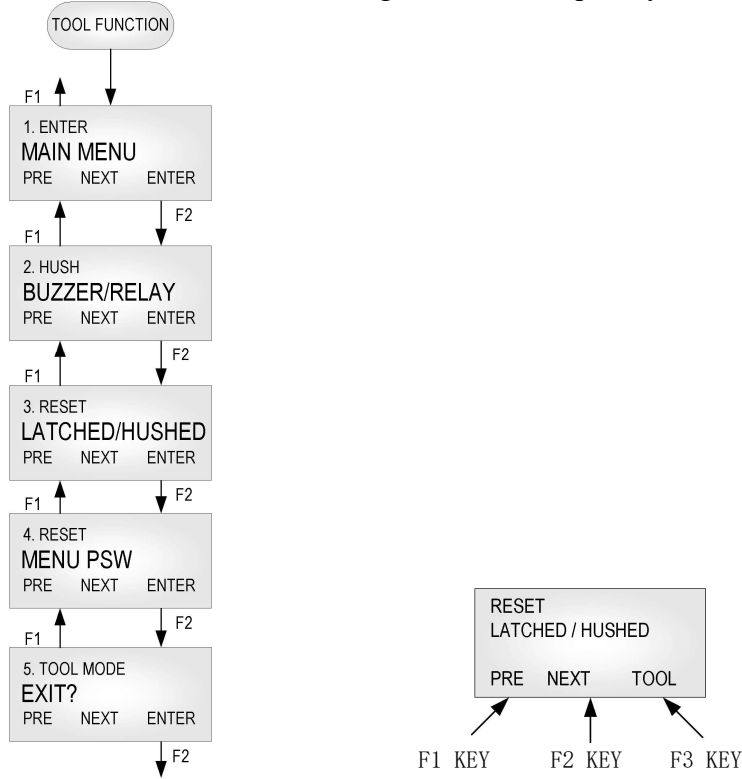 TOOL FUNCTION
F1
1. ENTER
MAIN MENU
PRE NEXT ENTER
F1 F2
2. HUSH
BUZZER/RELAY
PRE NEXT ENTER
F1 F2
3. RESET
LATCHED/HUSHED
PRE NEXT ENTER
F1 F2
4. RESET
MENU PSW
PRE NEXT ENTER
F1 F2
5. TOOL MODE
EXIT?
PRE NEXT ENTER
F2
RESET
LATCHED / HUSHED
PRE NEXT TOOL
F1 KEY F2 KEY F3 KEY